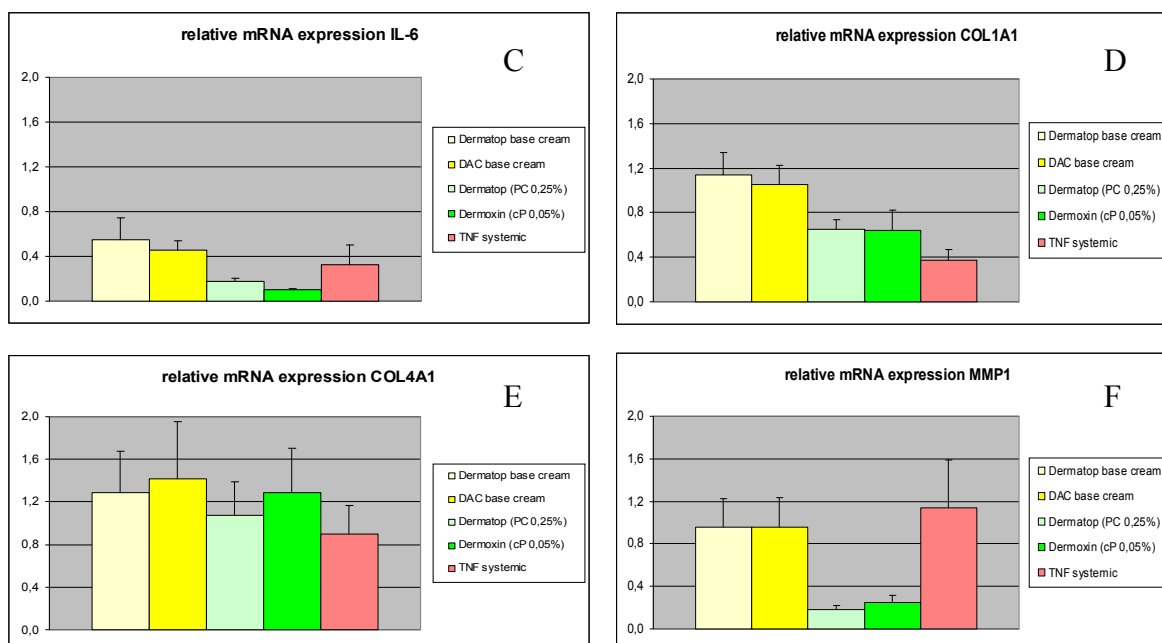 relative mRNA expression IL-6
C
2,0
1,6
1,2
0,8
0,4
0,0
Dermatop base cream
DAC base cream
Dermatop (PC 0,25%)
Dermoxin (cP 0,05%)
TNF systemic
relative mRNA expression COL1A1
D
2,0
1,6
1,2
0,8
0,4
0,0
Dermatop base cream
DAC base cream
Dermatop (PC 0,25%)
Dermoxin (cP 0,05%)
TNF systemic
relative mRNA expression COL4A1
E
2,0
1,6
1,2
0,8
0,4
0,0
Dermatop base cream
DAC base cream
Dermatop (PC 0,25%)
Dermoxin (cP 0,05%)
TNF systemic
relative mRNA expression MMP1
F
2,0
1,6
1,2
0,8
0,4
0,0
Dermatop base cream
DAC base cream
Dermatop (PC 0,25%)
Dermoxin (cP 0,05%)
TNF systemic